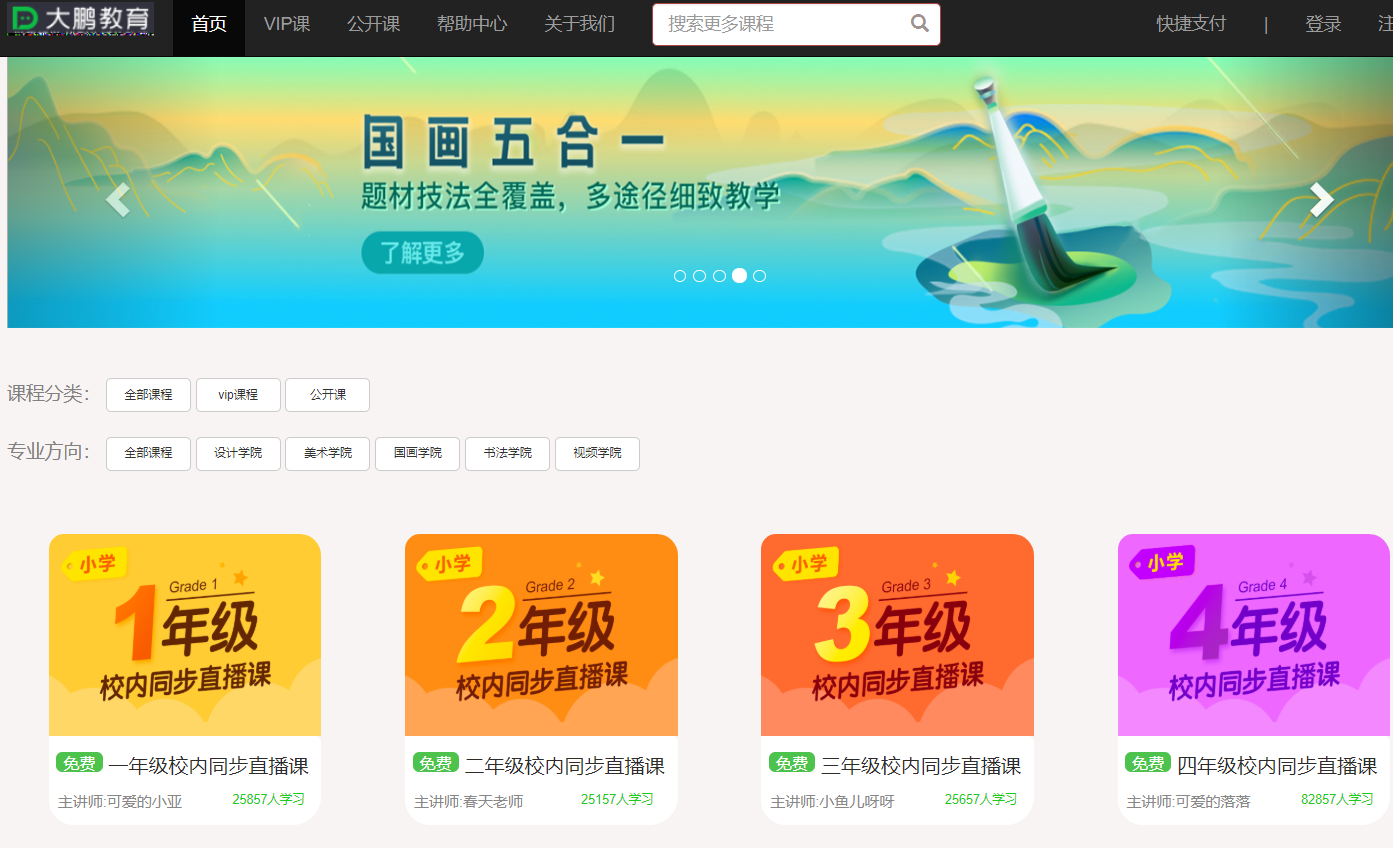 大鹏教育 首页 VIP课 公开课 帮助中心 关于我们 搜索更多课程 快捷支付 | 登录
国画五合一
题材技法全覆盖，多途径细致教学
了解更多
课程分类： 全部课程 vip课程 公开课
专业方向： 全部课程 设计学院 美术学院 国画学院 书法学院 视频学院
小学
Grade 1
1年级
校内同步直播课
免费 一年级校内同步直播课
主讲师:可爱的小亚 25857人学习
小学
Grade 2
2年级
校内同步直播课
免费 二年级校内同步直播课
主讲师:春天老师 25157人学习
小学
Grade 3
3年级
校内同步直播课
免费 三年级校内同步直播课
主讲师:小鱼儿呀呀 25657人学习
小学
Grade 4
4年级
校内同步直播课
免费 四年级校内同步直播课
主讲师:可爱的落落 82857人学习